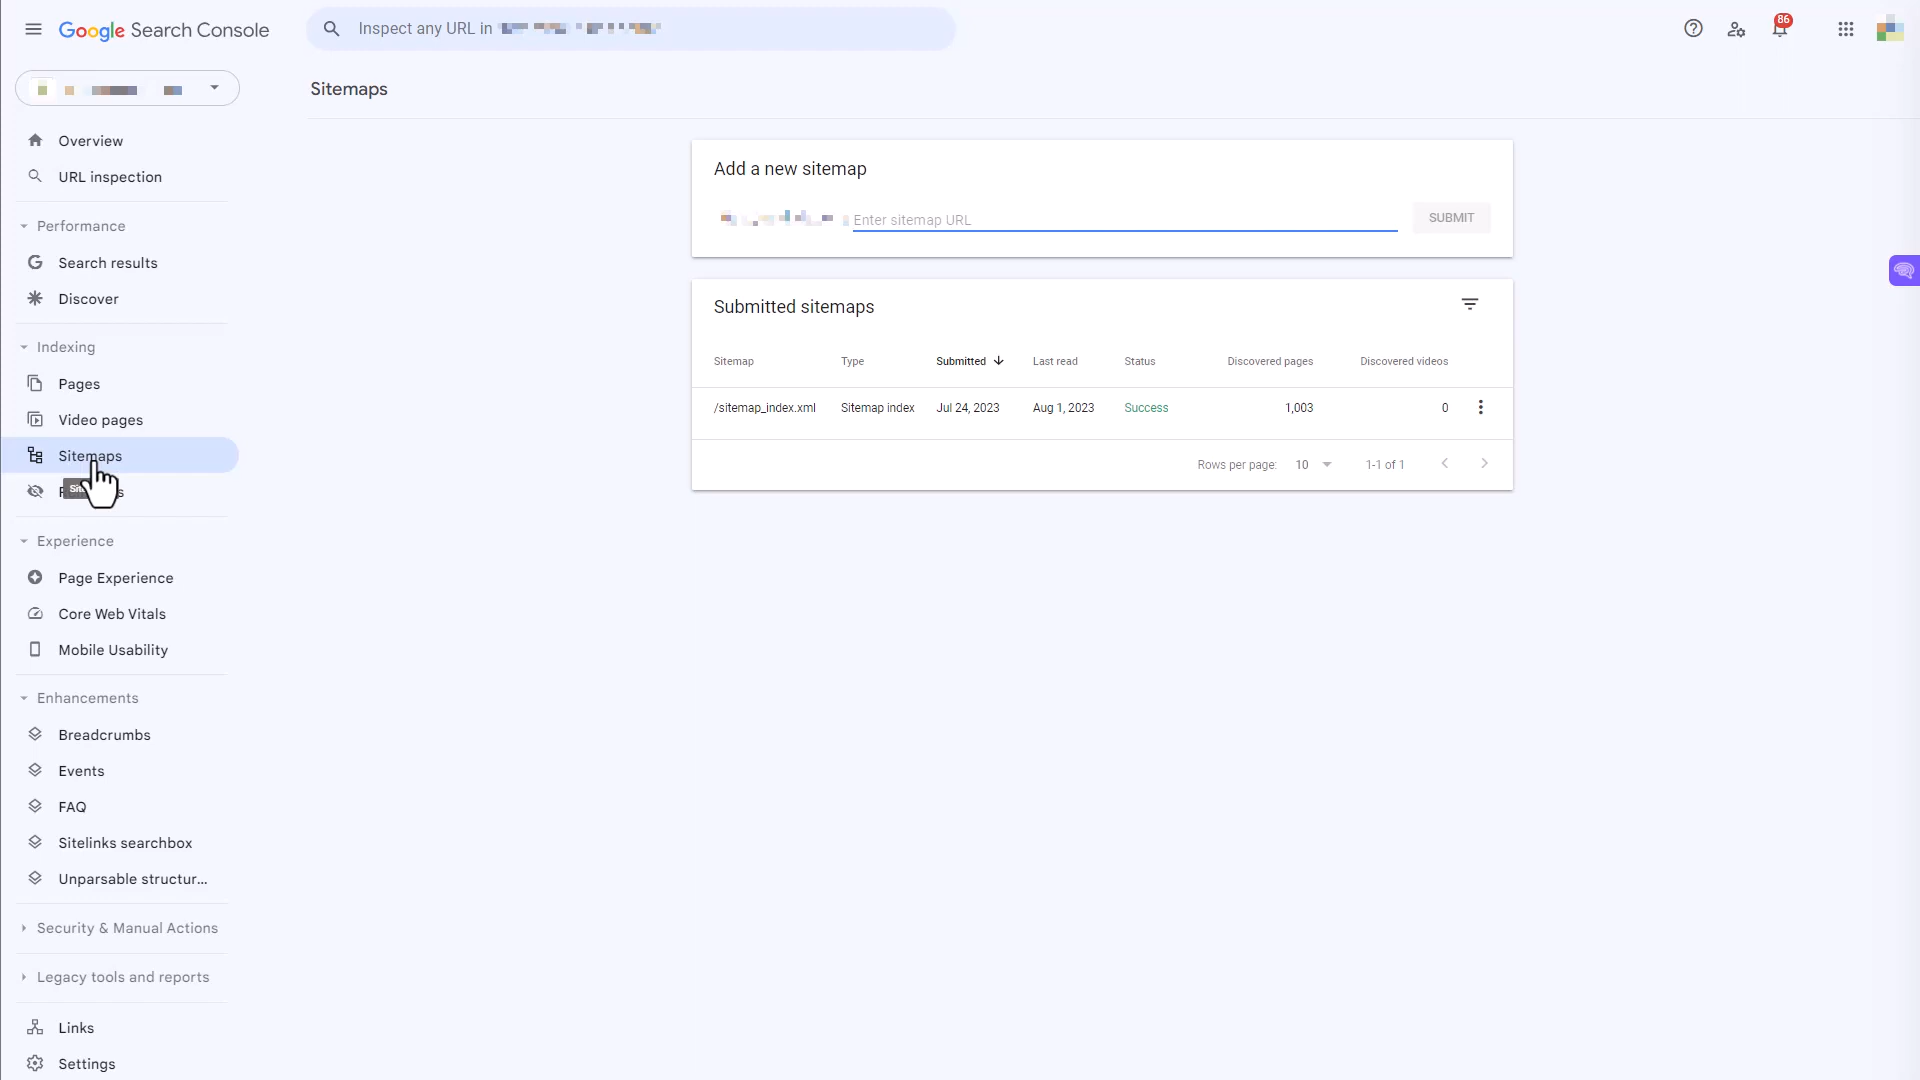 Google Search Console
Inspect any URL in
86
Overview
URL inspection
Performance
Search results
Discover
Indexing
Pages
Video pages
Sitemaps
Experience
Page Experience
Core Web Vitals
Mobile Usability
Enhancements
Breadcrumbs
Events
FAQ
Sitelinks searchbox
Unparsable structur...
Security & Manual Actions
Legacy tools and reports
Links
Settings
Sitemaps
Add a new sitemap
Enter sitemap URL
SUBMIT
Submitted sitemaps
Sitemap Type Submitted Last read Status Discovered pages Discovered videos
/sitemap_index.xml Sitemap index Jul 24, 2023 Aug 1, 2023 Success 1,003 0
Rows per page: 10 1-1 of 1